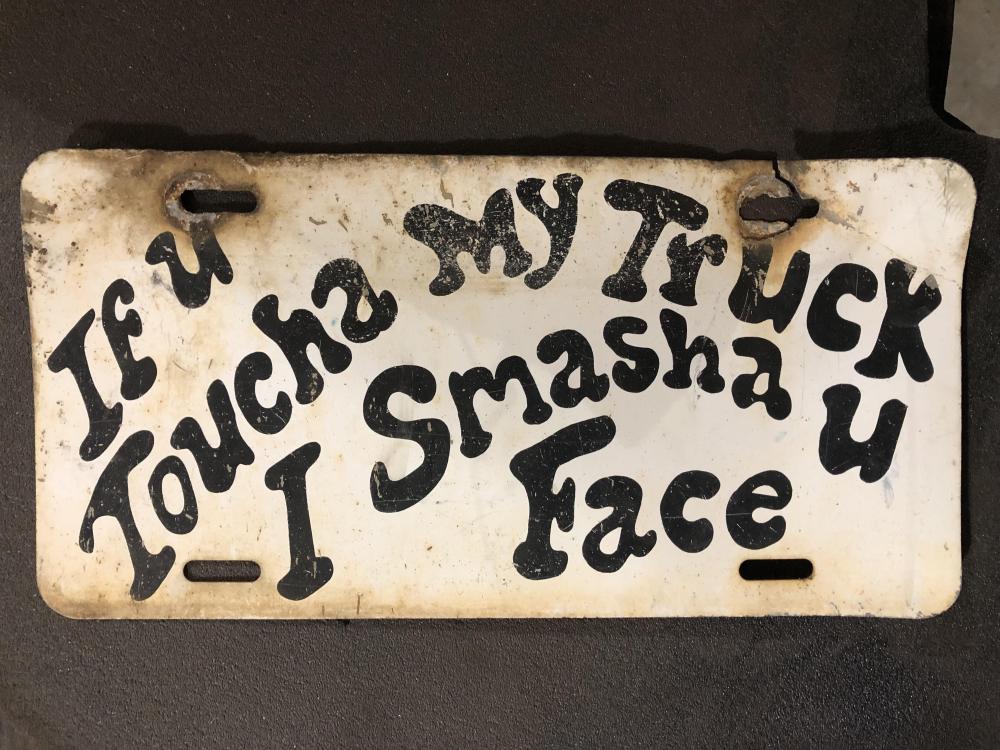 If u
Toucha My Truck
I Smasha u
Face